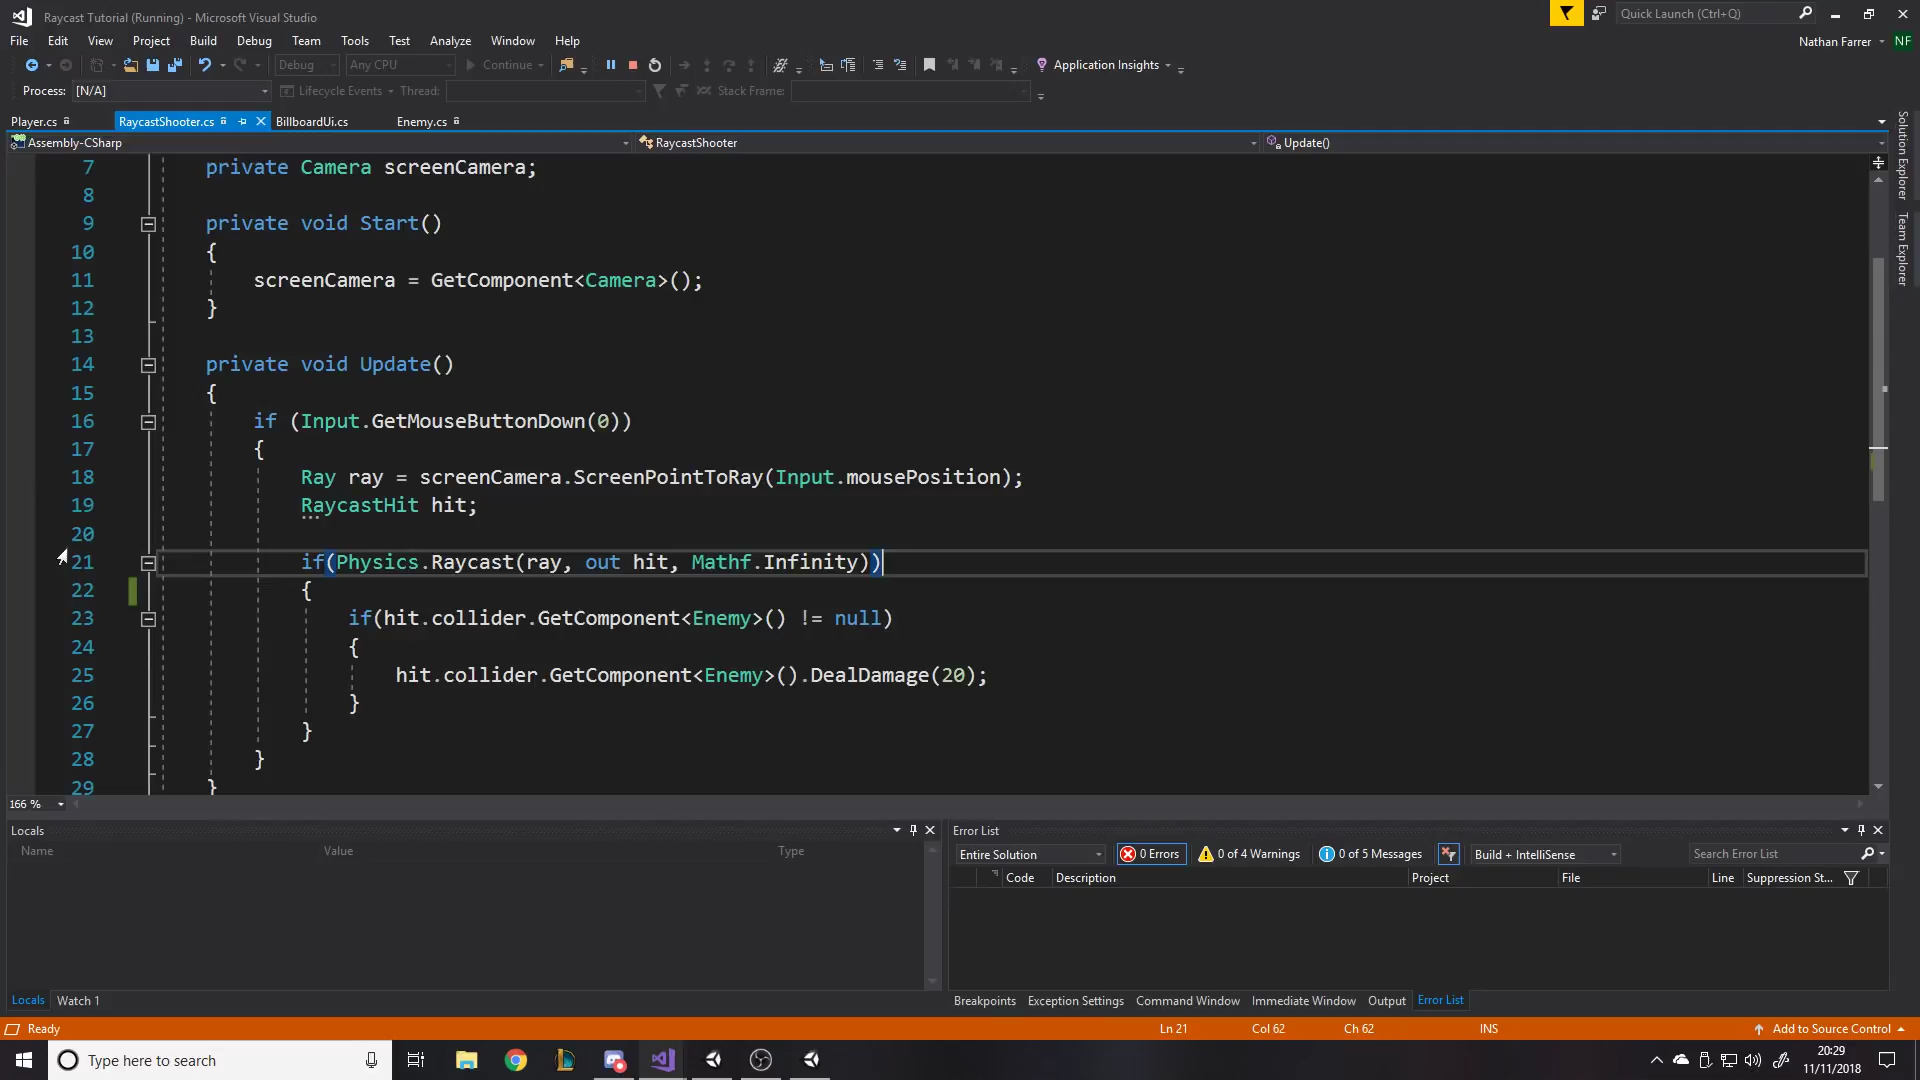 Raycast Tutorial (Running) - Microsoft Visual Studio
Quick Launch (Ctrl+Q)
File Edit View Project Build Debug Team Tools Test Analyze Window Help
Nathan Farrer NF
Debug Any CPU Continue Application Insights
Process: [N/A] Lifecycle Events Thread: Stack Frame:
Player.cs RaycastShooter.cs BillboardUi.cs Enemy.cs
Assembly-CSharp RaycastShooter Update()
Solution Explorer
Team Explorer
7 private Camera screenCamera;
8
9 private void Start()
10 {
11 screenCamera = GetComponent<Camera>();
12 }
13
14 private void Update()
15 {
16 if (Input.GetMouseButtonDown(0))
17 {
18 Ray ray = screenCamera.ScreenPointToRay(Input.mousePosition);
19 RaycastHit hit;
20
21 if(Physics.Raycast(ray, out hit, Mathf.Infinity))
22 {
23 if(hit.collider.GetComponent<Enemy>() != null)
24 {
25 hit.collider.GetComponent<Enemy>().DealDamage(20);
26 }
27 }
28 }
29 }
166 %
Locals
Name Value Type
Locals Watch 1
Error List
Entire Solution 0 Errors 0 of 4 Warnings 0 of 5 Messages Build + IntelliSense Search Error List
Code Description Project File Line Suppression St...
Breakpoints Exception Settings Command Window Immediate Window Output Error List
Ready Ln 21 Col 62 Ch 62 INS Add to Source Control
Type here to search
20:29
11/11/2018